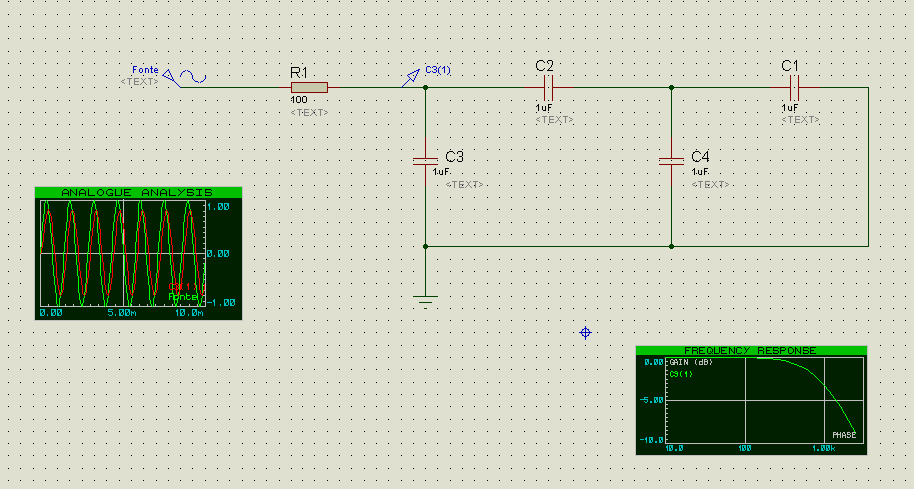 Fonte
<TEXT>
R1
100
<TEXT>
C3(1)
C2
1uF
<TEXT>
C1
1uF
<TEXT>
C3
1uF
<TEXT>
C4
1uF
<TEXT>
ANALOGUE ANALYSIS
1.00
0.00
C3(1)
Fonte
-1.00
0.00 5.00m 10.0m
FREQUENCY RESPONSE
0.00 GAIN (dB)
C3(1)
-5.00
PHASE
-10.0
10.0 100 1.00k